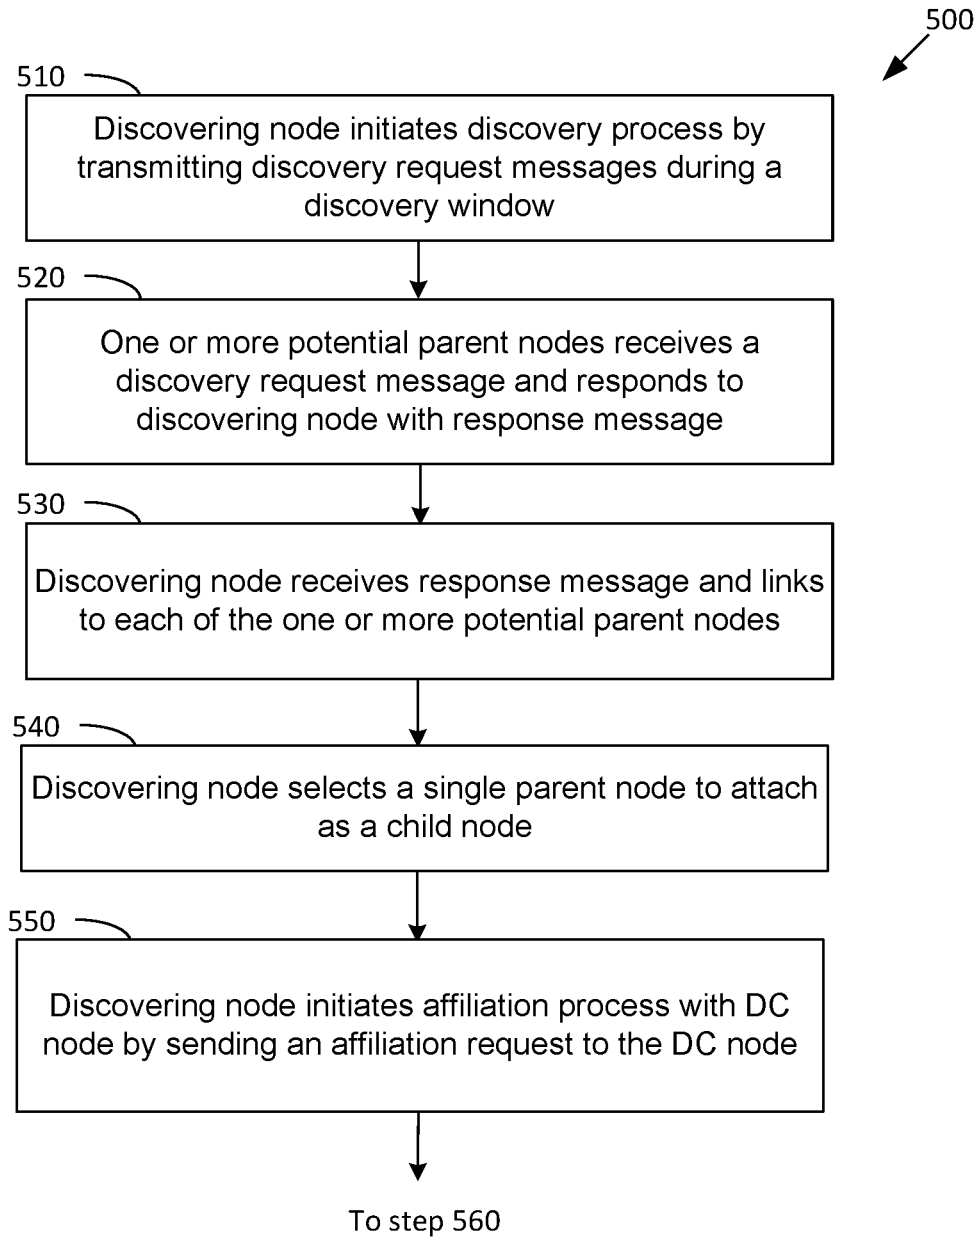 500
510
Discovering node initiates discovery process by
transmitting discovery request messages during a
discovery window
520
One or more potential parent nodes receives a
discovery request message and responds to
discovering node with response message
530
Discovering node receives response message and links
to each of the one or more potential parent nodes
540
Discovering node selects a single parent node to attach
as a child node
550
Discovering node initiates affiliation process with DC
node by sending an affiliation request to the DC node
To step 560